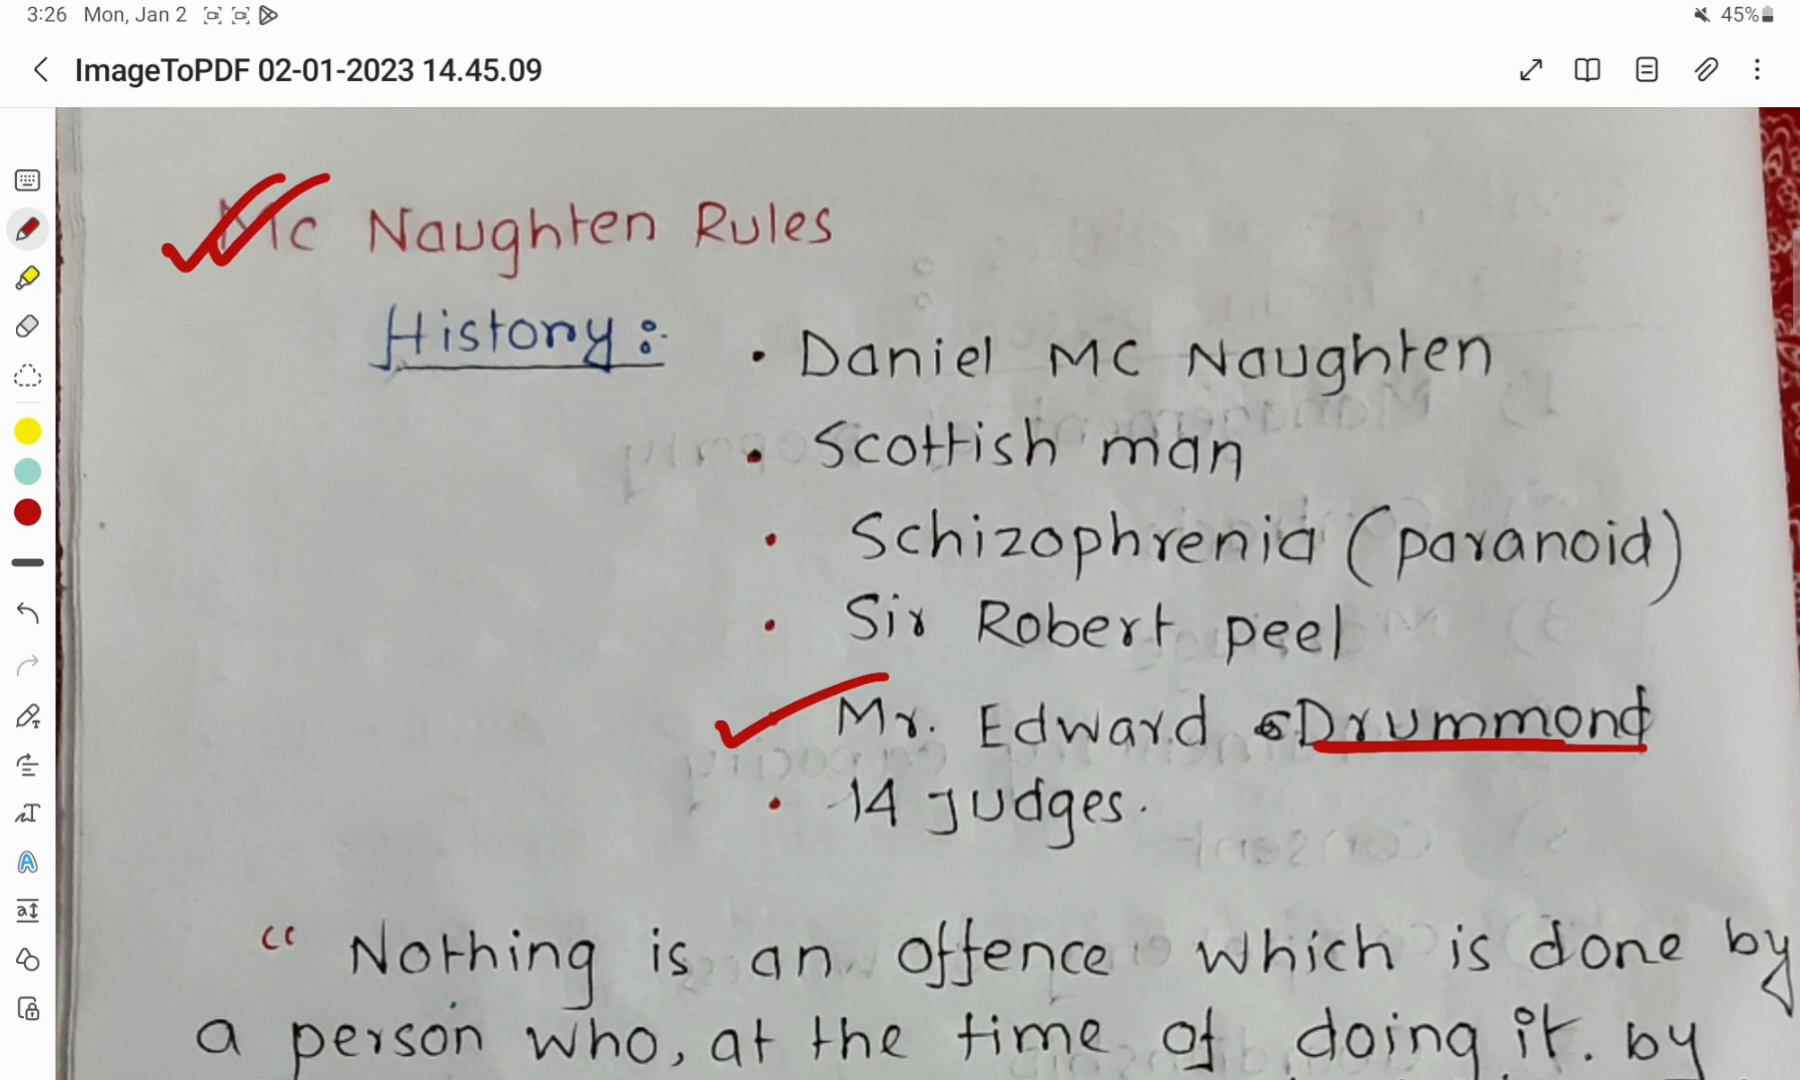 3:26 Mon, Jan 2
45%
ImageToPDF 02-01-2023 14.45.09
Mc Naughten Rules
History:
• Daniel MC Naughten
• Scottish man
• Schizophrenia (paranoid)
• Sir Robert peel
Mr. Edward Drummond
• 14 judges.
“ Nothing is an offence which is done by
a person who, at the time of doing it. by